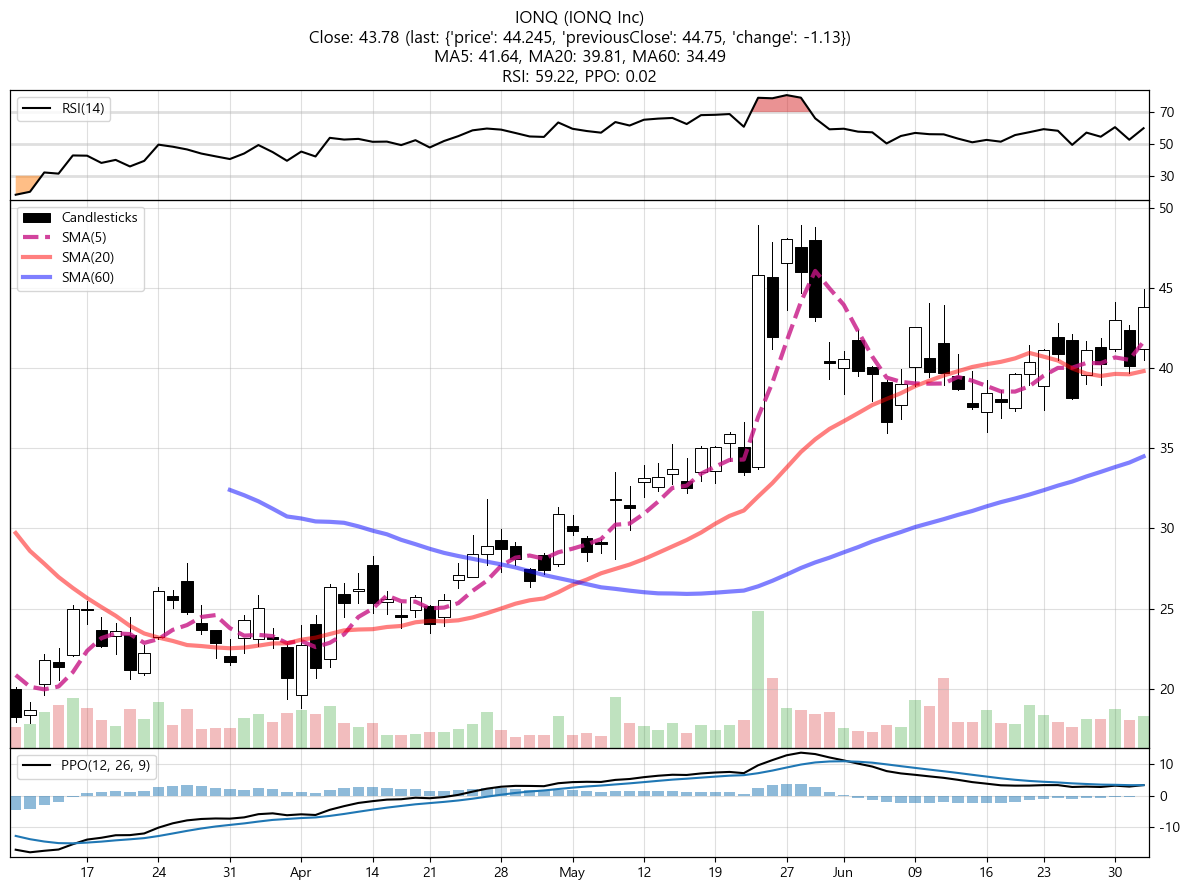 IONQ (IONQ Inc)
Close: 43.78 (last: {'price': 44.245, 'previousClose': 44.75, 'change': -1.13})
MA5: 41.64, MA20: 39.81, MA60: 34.49
RSI: 59.22, PPO: 0.02
RSI(14)
70
50
30
Candlesticks
SMA(5)
SMA(20)
SMA(60)
50
45
40
35
30
25
20
PPO(12, 26, 9)
10
0
-10
17 24 31 Apr 14 21 28 May 12 19 27 Jun 09 16 23 30